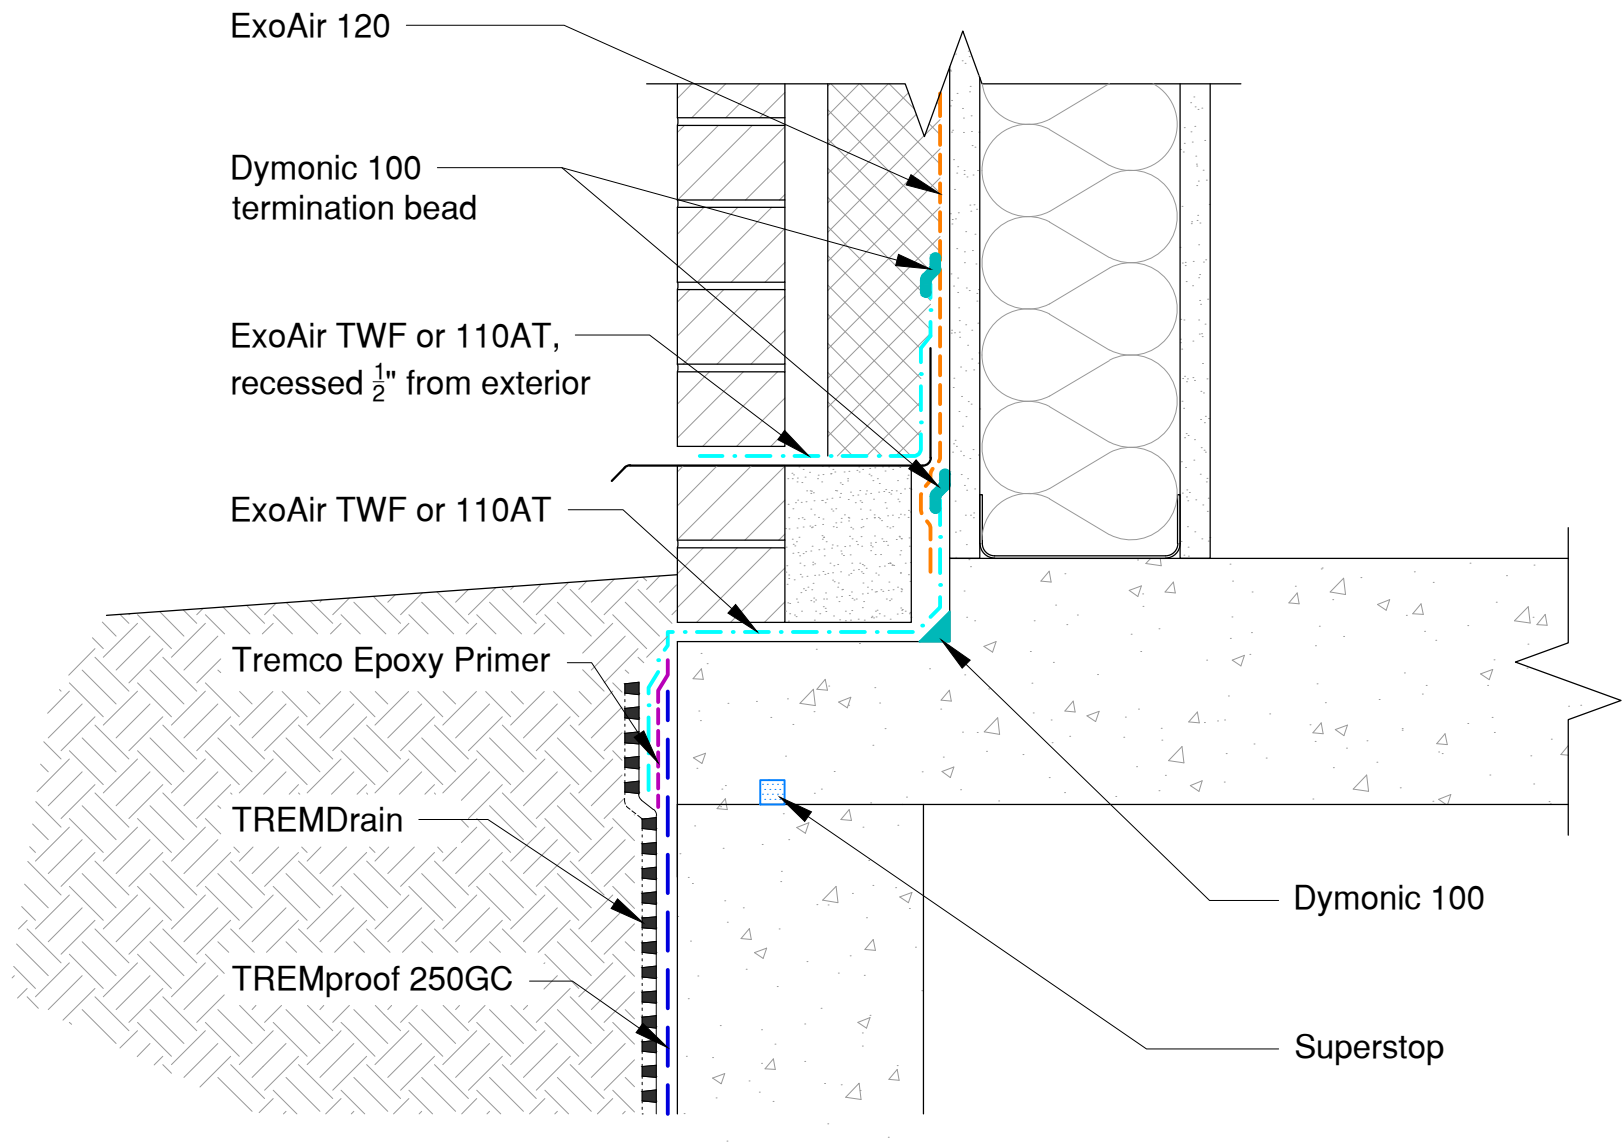 ExoAir 120
Dymonic 100
termination bead
ExoAir TWF or 110AT,
recessed ½" from exterior
ExoAir TWF or 110AT
Tremco Epoxy Primer
TREMDrain
TREMproof 250GC
Dymonic 100
Superstop